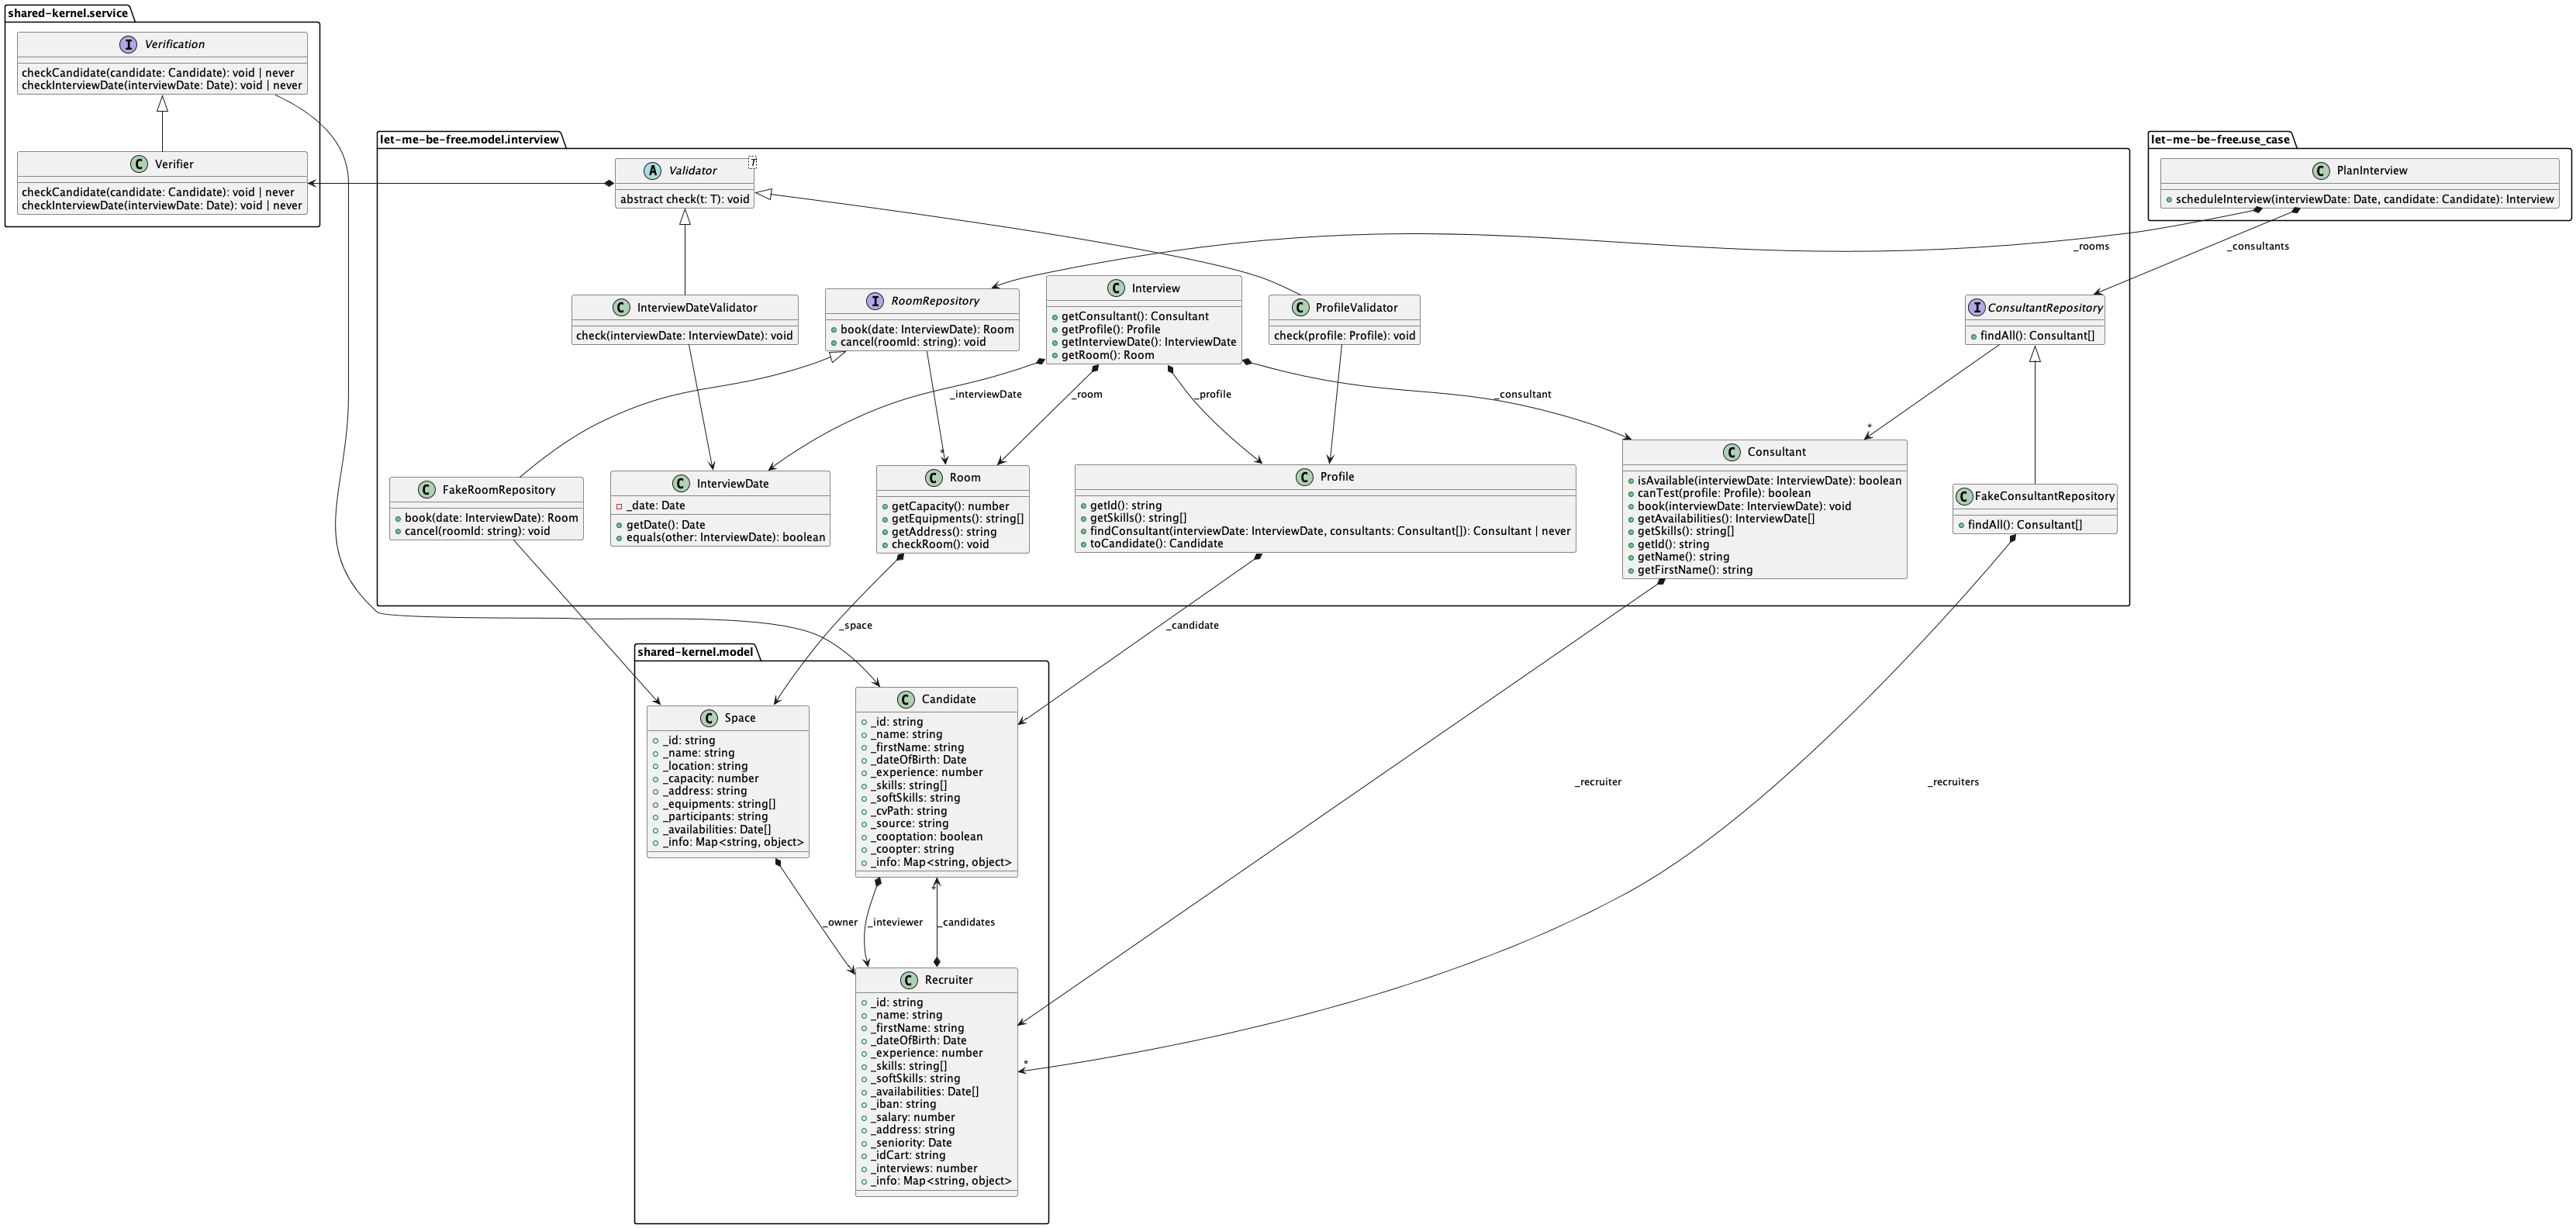 shared-kernel.service
I Verification
checkCandidate(candidate: Candidate): void | never
checkInterviewDate(interviewDate: Date): void | never
C Verifier
checkCandidate(candidate: Candidate): void | never
checkInterviewDate(interviewDate: Date): void | never
let-me-be-free.model.interview
A Validator
T
abstract check(t: T): void
let-me-be-free.use_case
C PlanInterview
scheduleInterview(interviewDate: Date, candidate: Candidate): Interview
_rooms
_consultants
C InterviewDateValidator
check(interviewDate: InterviewDate): void
I RoomRepository
book(date: InterviewDate): Room
cancel(roomId: string): void
C Interview
getConsultant(): Consultant
getProfile(): Profile
getInterviewDate(): InterviewDate
getRoom(): Room
C ProfileValidator
check(profile: Profile): void
I ConsultantRepository
findAll(): Consultant[]
_interviewDate
_room
_profile
_consultant
*
*
C FakeRoomRepository
book(date: InterviewDate): Room
cancel(roomId: string): void
C InterviewDate
_date: Date
getDate(): Date
equals(other: InterviewDate): boolean
C Room
getCapacity(): number
getEquipments(): string[]
getAddress(): string
checkRoom(): void
C Profile
getId(): string
getSkills(): string[]
findConsultant(interviewDate: InterviewDate, consultants: Consultant[]): Consultant | never
toCandidate(): Candidate
C Consultant
isAvailable(interviewDate: InterviewDate): boolean
canTest(profile: Profile): boolean
book(interviewDate: InterviewDate): void
getAvailabilities(): InterviewDate[]
getSkills(): string[]
getId(): string
getName(): string
getFirstName(): string
C FakeConsultantRepository
findAll(): Consultant[]
_space
_candidate
shared-kernel.model
C Space
_id: string
_name: string
_location: string
_capacity: number
_address: string
_equipments: string[]
_participants: string
_availabilities: Date[]
_info: Map<string, object>
C Candidate
_id: string
_name: string
_firstName: string
_dateOfBirth: Date
_experience: number
_skills: string[]
_softSkills: string
_cvPath: string
_source: string
_cooptation: boolean
_coopter: string
_info: Map<string, object>
_recruiter
_recruiters
*
_owner
_inteviewer
_candidates
C Recruiter
_id: string
_name: string
_firstName: string
_dateOfBirth: Date
_experience: number
_skills: string[]
_softSkills: string
_availabilities: Date[]
_iban: string
_salary: number
_address: string
_seniority: Date
_idCart: string
_interviews: number
_info: Map<string, object>
*